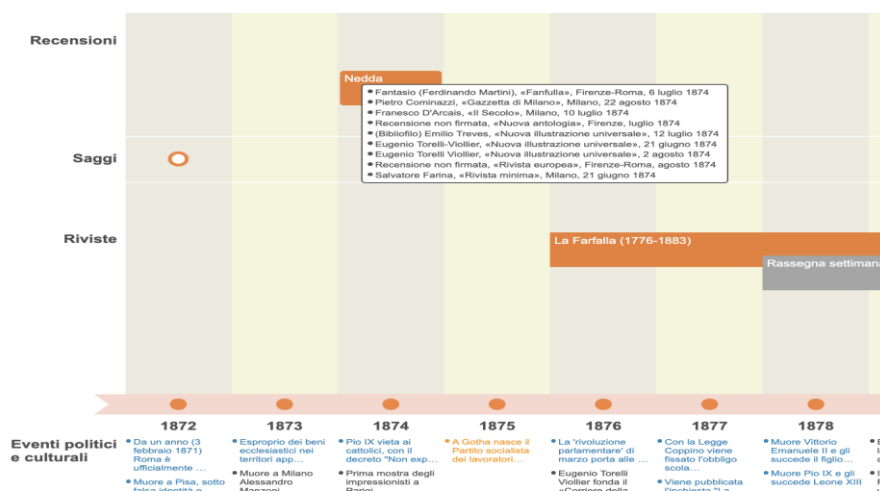 Recensioni
Nedda
• Fantasio (Ferdinando Martini), «Fanfulla», Firenze-Roma, 6 luglio 1874
• Pietro Cominazzi, «Gazzetta di Milano», Milano, 22 agosto 1874
• Franesco D'Arcais, «Il Secolo», Milano, 10 luglio 1874
• Recensione non firmata, «Nuova antologia», Firenze, luglio 1874
• (Bibliofilo) Emilio Treves, «Nuova illustrazione universale», 12 luglio 1874
• Eugenio Torelli-Viollier, «Nuova illustrazione universale», 21 giugno 1874
• Eugenio Torelli Viollier, «Nuova illustrazione universale», 2 agosto 1874
• Recensione non firmata, «Rivista europea», Firenze-Roma, agosto 1874
• Salvatore Farina, «Rivista minima», Milano, 21 giugno 1874
Saggi
Riviste
La Farfalla (1776-1883)
Rassegna settimana
1872
1873
1874
1875
1876
1877
1878
Eventi politici
e culturali
• Da un anno (3
febbraio 1871)
Roma è
ufficialmente ...
• Muore a Pisa, sotto
falsa identità o
• Esproprio dei beni
ecclesiastici nei
territori app...
• Muore a Milano
Alessandro
Manzoni
• Pio IX vieta ai
cattolici, con il
decreto "Non exp...
• Prima mostra degli
impressionisti a
Parigi
• A Gotha nasce il
Partito socialista
dei lavoratori...
• La 'rivoluzione
parlamentare' di
marzo porta alle ...
• Eugenio Torelli
Viollier fonda il
«Corriere della
• Con la Legge
Coppino viene
fissato l'obbligo
scola...
• Viene pubblicata
l'inchiesta "La
• Muore Vittorio
Emanuele II e gli
succede il figlio...
• Muore Pio IX e gli
succede Leone XIII